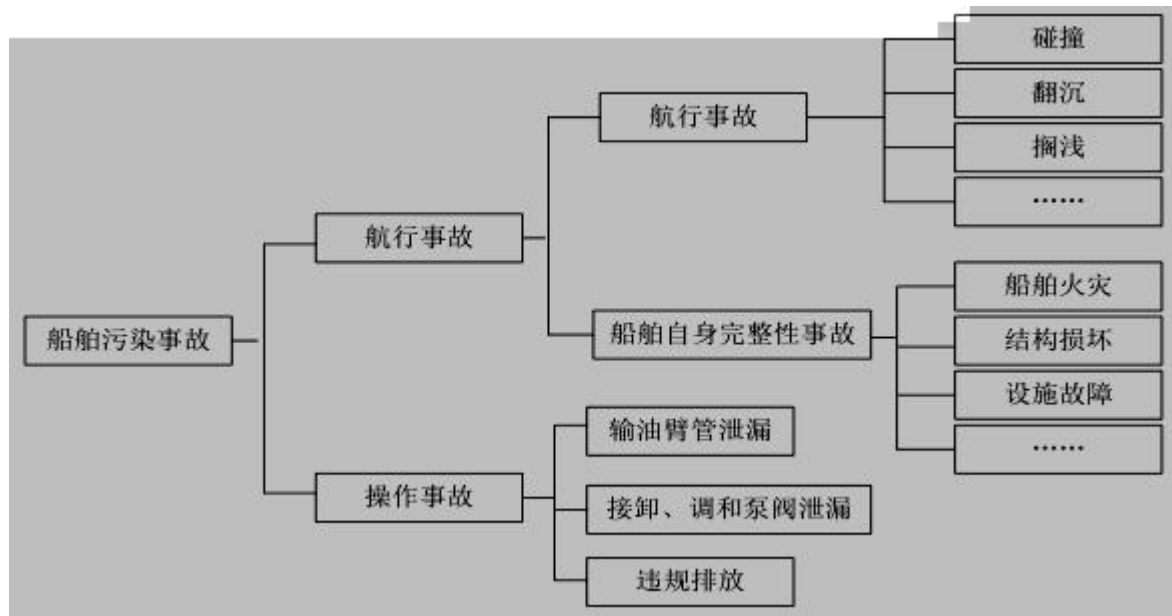 船舶污染事故
航行事故
航行事故
碰撞
翻沉
搁浅
……
船舶自身完整性事故
船舶火灾
结构损坏
设施故障
……
操作事故
输油臂管泄漏
接卸、调和泵阀泄漏
违规排放